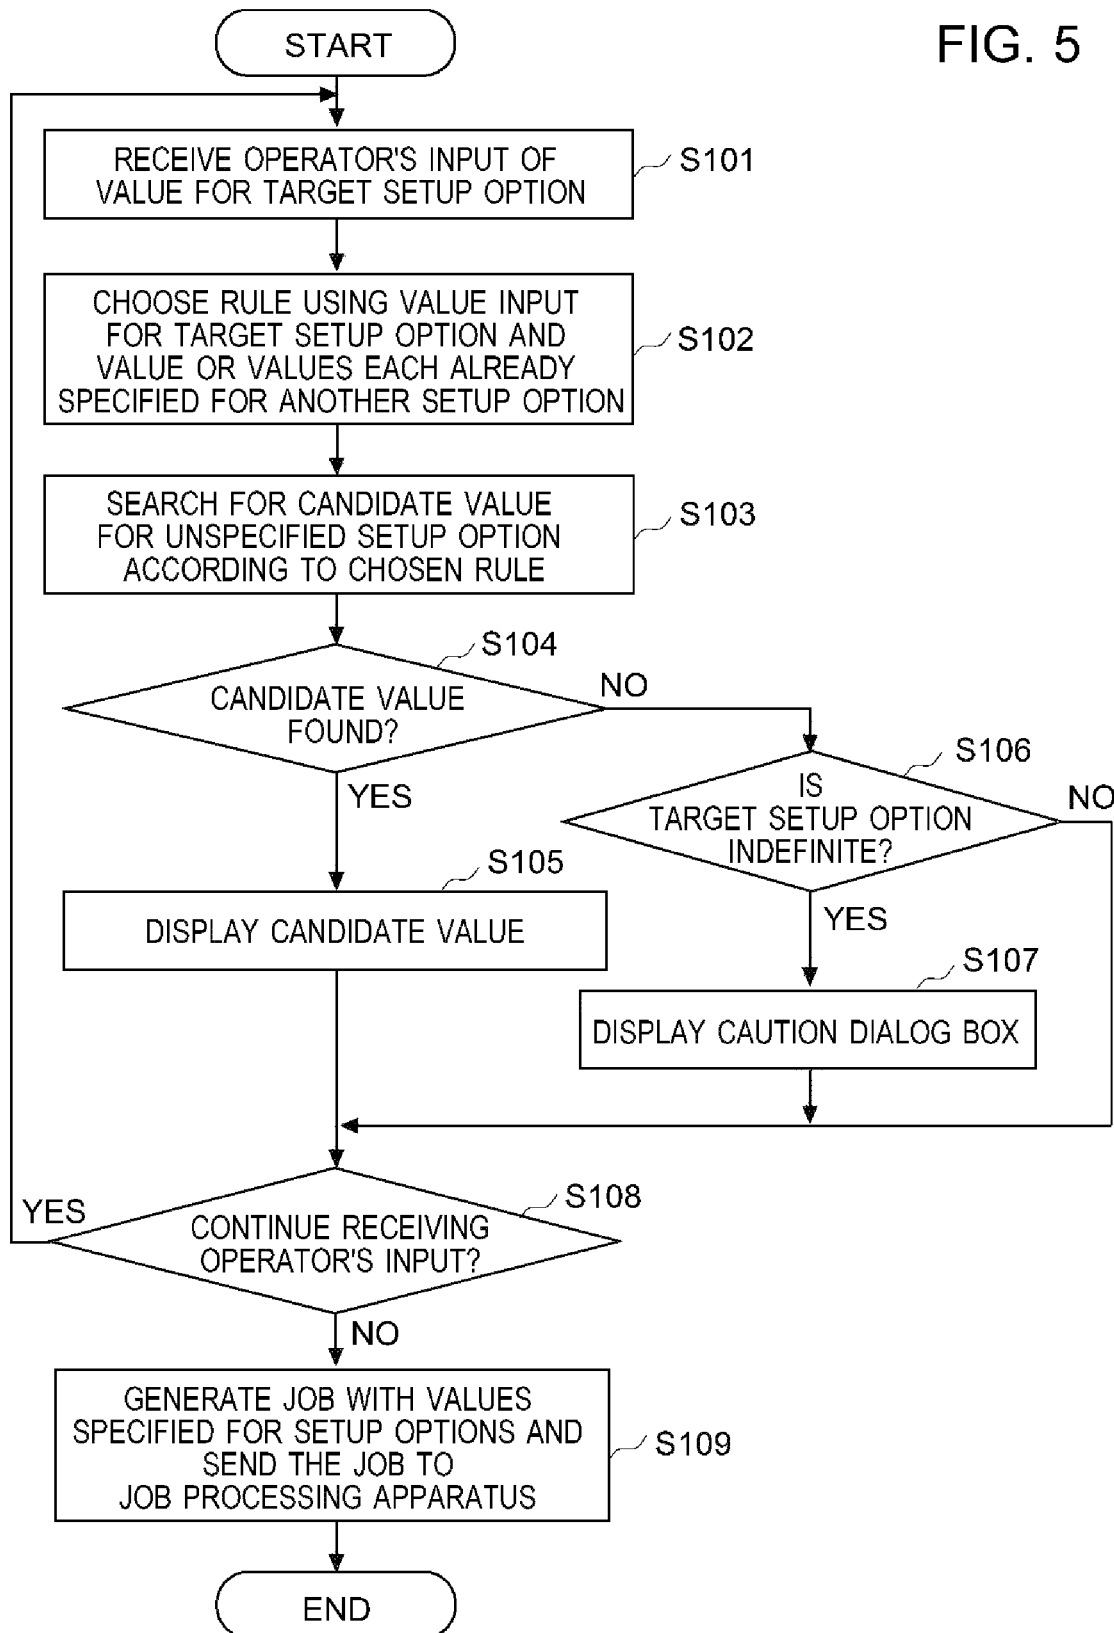 FIG. 5
START
RECEIVE OPERATOR'S INPUT OF
VALUE FOR TARGET SETUP OPTION
S101
CHOOSE RULE USING VALUE INPUT
FOR TARGET SETUP OPTION AND
VALUE OR VALUES EACH ALREADY
SPECIFIED FOR ANOTHER SETUP OPTION
S102
SEARCH FOR CANDIDATE VALUE
FOR UNSPECIFIED SETUP OPTION
ACCORDING TO CHOSEN RULE
S103
S104
CANDIDATE VALUE
FOUND?
NO
YES
S106
IS
TARGET SETUP OPTION
INDEFINITE?
NO
YES
S105
DISPLAY CANDIDATE VALUE
S107
DISPLAY CAUTION DIALOG BOX
S108
YES
CONTINUE RECEIVING
OPERATOR'S INPUT?
NO
GENERATE JOB WITH VALUES
SPECIFIED FOR SETUP OPTIONS AND
SEND THE JOB TO
JOB PROCESSING APPARATUS
S109
END